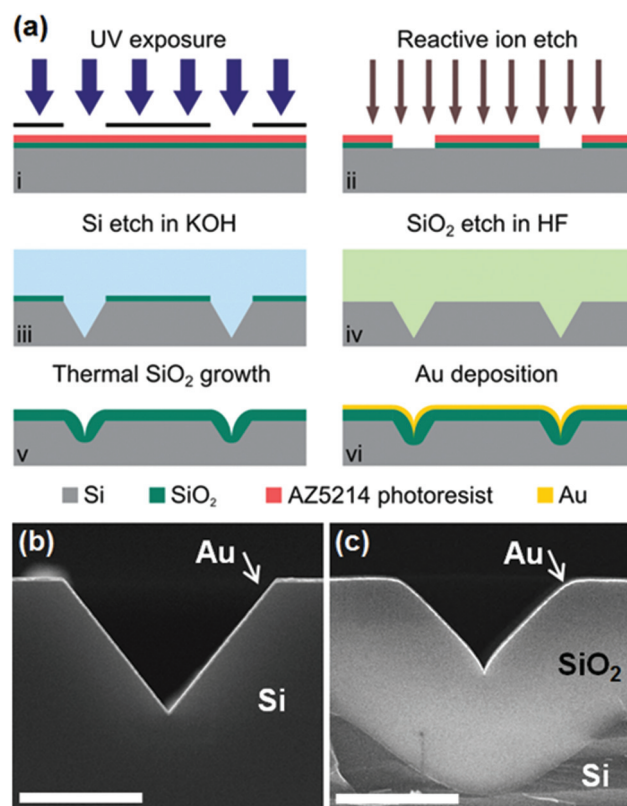 (a)
UV exposure
Reactive ion etch
i
ii
Si etch in KOH
SiO₂ etch in HF
iii
iv
Thermal SiO₂ growth
Au deposition
v
vi
Si SiO₂ AZ5214 photoresist Au
(b)
Au
Si
(c)
Au
SiO₂
Si